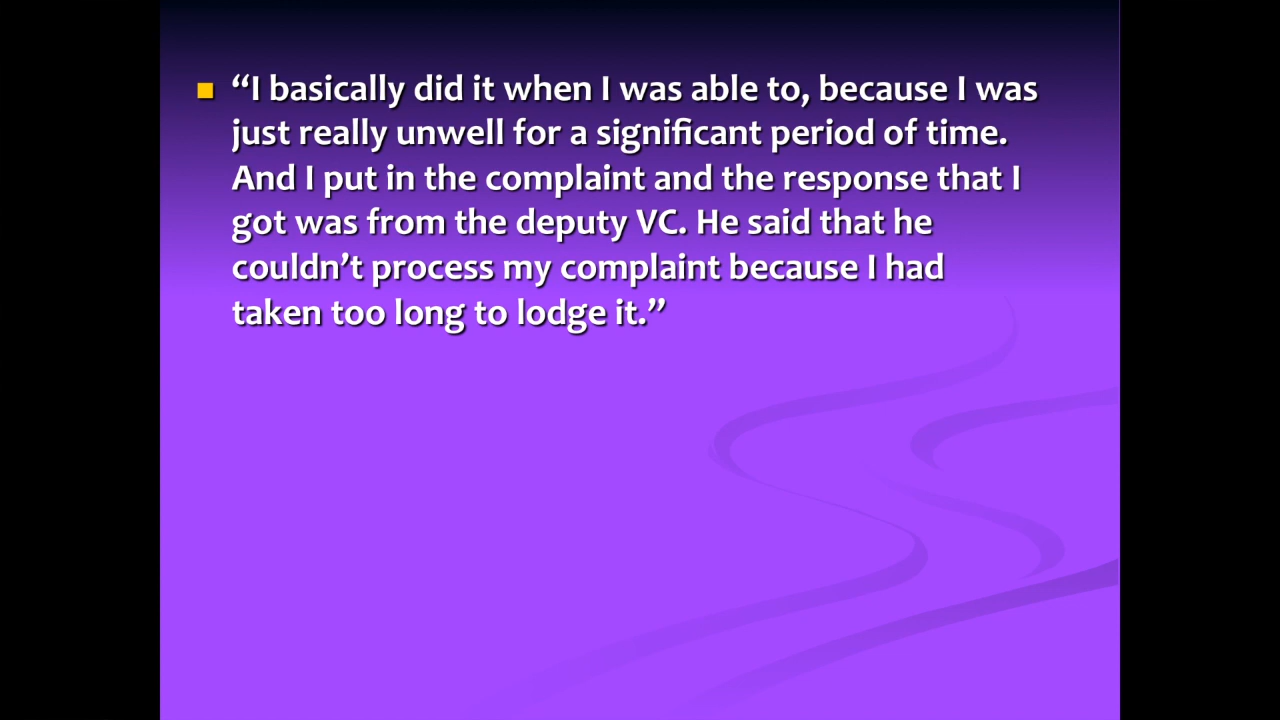 “I basically did it when I was able to, because I was
just really unwell for a significant period of time.
And I put in the complaint and the response that I
got was from the deputy VC. He said that he
couldn’t process my complaint because I had
taken too long to lodge it.”